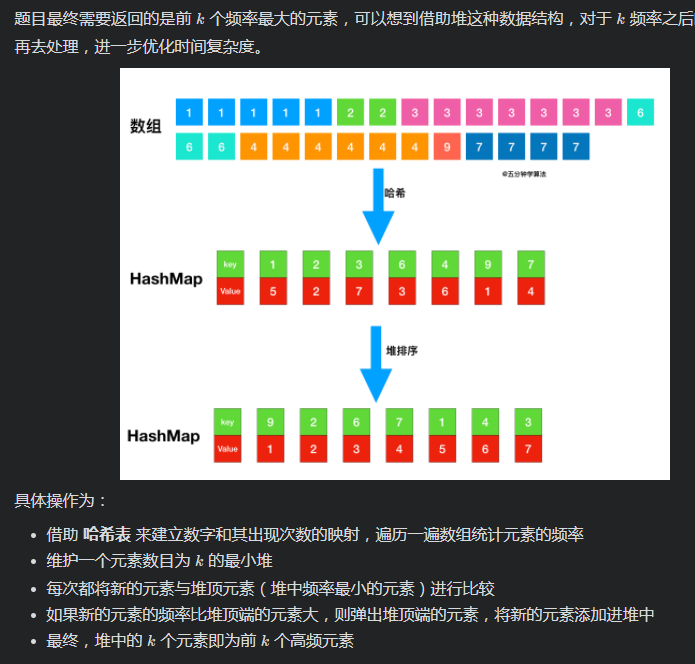 题目最终需要返回的是前 k 个频率最大的元素，可以想到借助堆这种数据结构，对于 k 频率之后
再去处理，进一步优化时间复杂度。
数组
1 1 1 1 1 2 2 3 3 3 3 3 3 3 6
6 6 4 4 4 4 4 4 9 7 7 7 7
@五分钟学算法
哈希
HashMap
key 1 2 3 6 4 9 7
Value 5 2 7 3 6 1 4
堆排序
HashMap
key 9 2 6 7 1 4 3
Value 1 2 3 4 5 6 7
具体操作为：
• 借助 哈希表 来建立数字和其出现次数的映射，遍历一遍数组统计元素的频率
• 维护一个元素数目为 k 的最小堆
• 每次都将新的元素与堆顶元素（堆中频率最小的元素）进行比较
• 如果新的元素的频率比堆顶端的元素大，则弹出堆顶端的元素，将新的元素添加进堆中
• 最终，堆中的 k 个元素即为前 k 个高频元素